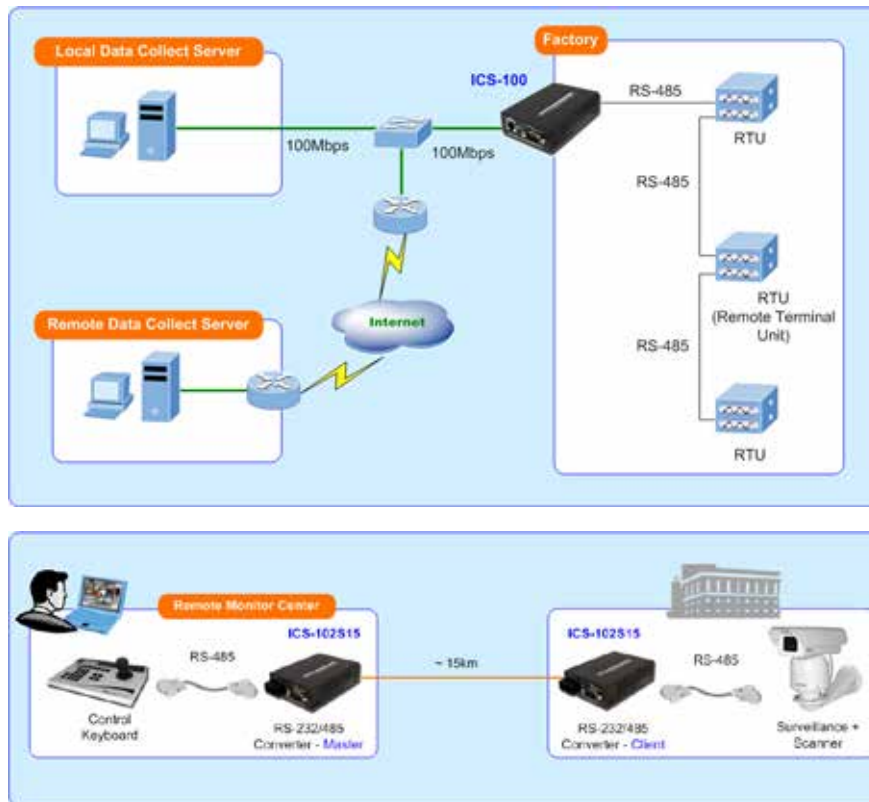 Local Data Collect Server
Factory
ICS-100
RS-485
100Mbps
100Mbps
RTU
RS-485
Remote Data Collect Server
Internet
RTU
(Remote Terminal
Unit)
RS-485
RTU
Remote Monitor Center
ICS-102S15
RS-485
~ 15km
ICS-102S15
RS-485
Control
Keyboard
RS-232/485
Converter - Master
RS-232/485
Converter - Client
Surveillance +
Scanner